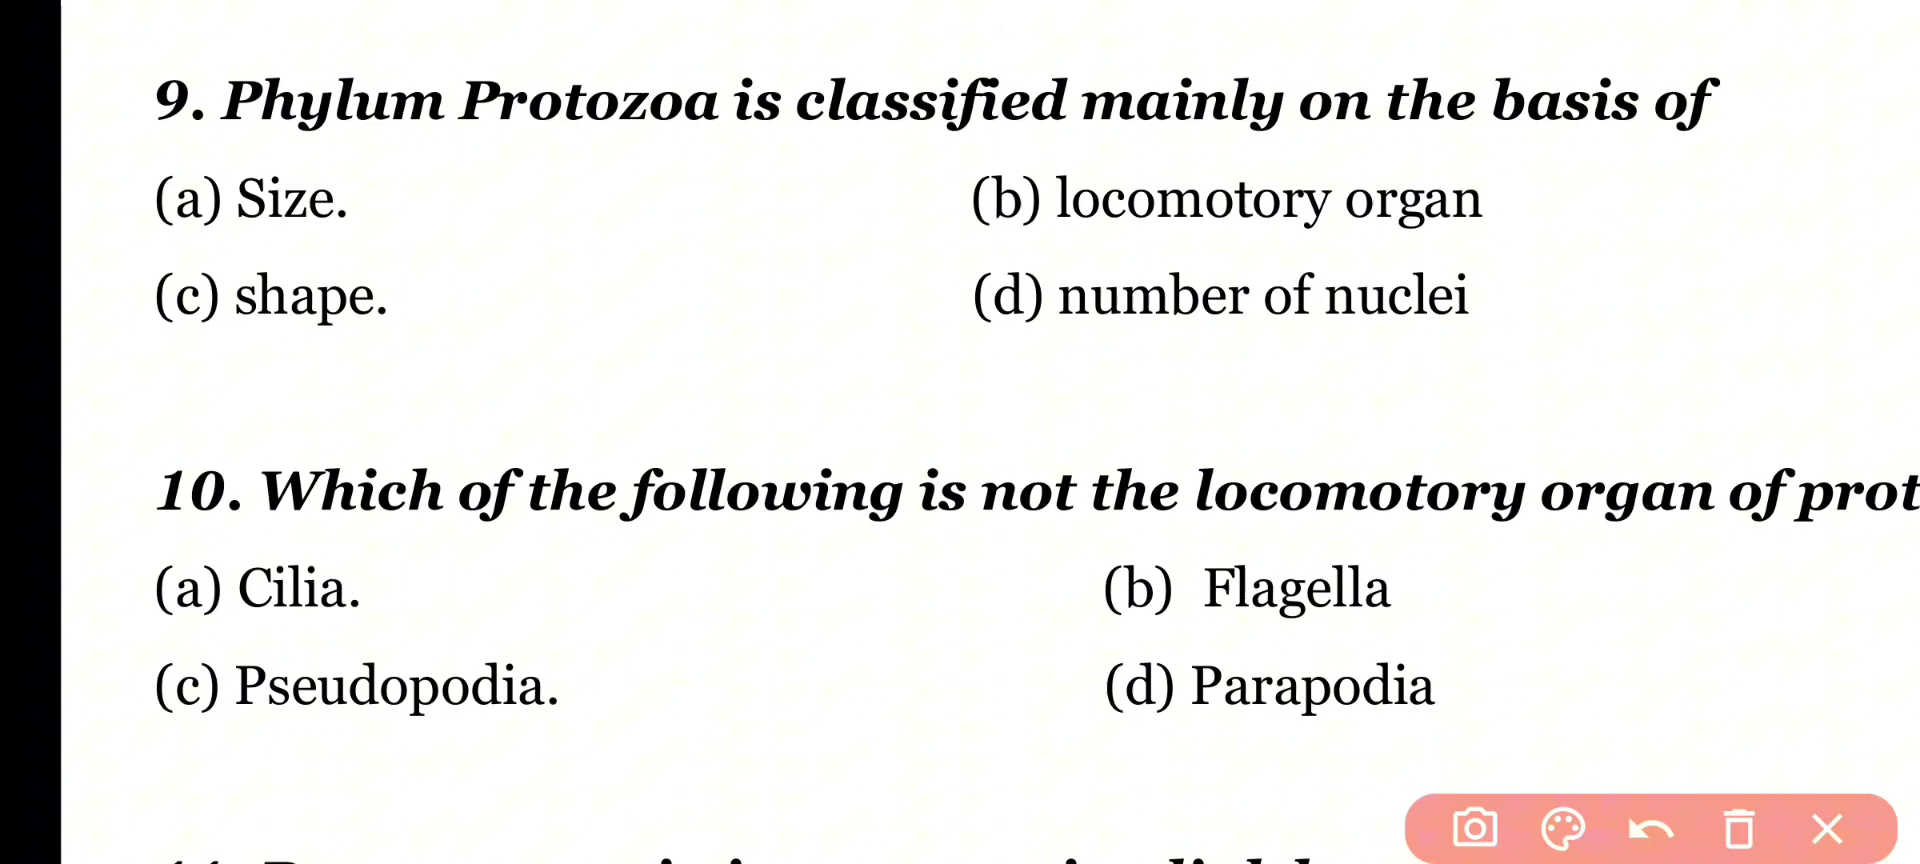 9. Phylum Protozoa is classified mainly on the basis of
(a) Size. (b) locomotory organ
(c) shape. (d) number of nuclei
10. Which of the following is not the locomotory organ of prot
(a) Cilia. (b) Flagella
(c) Pseudopodia. (d) Parapodia